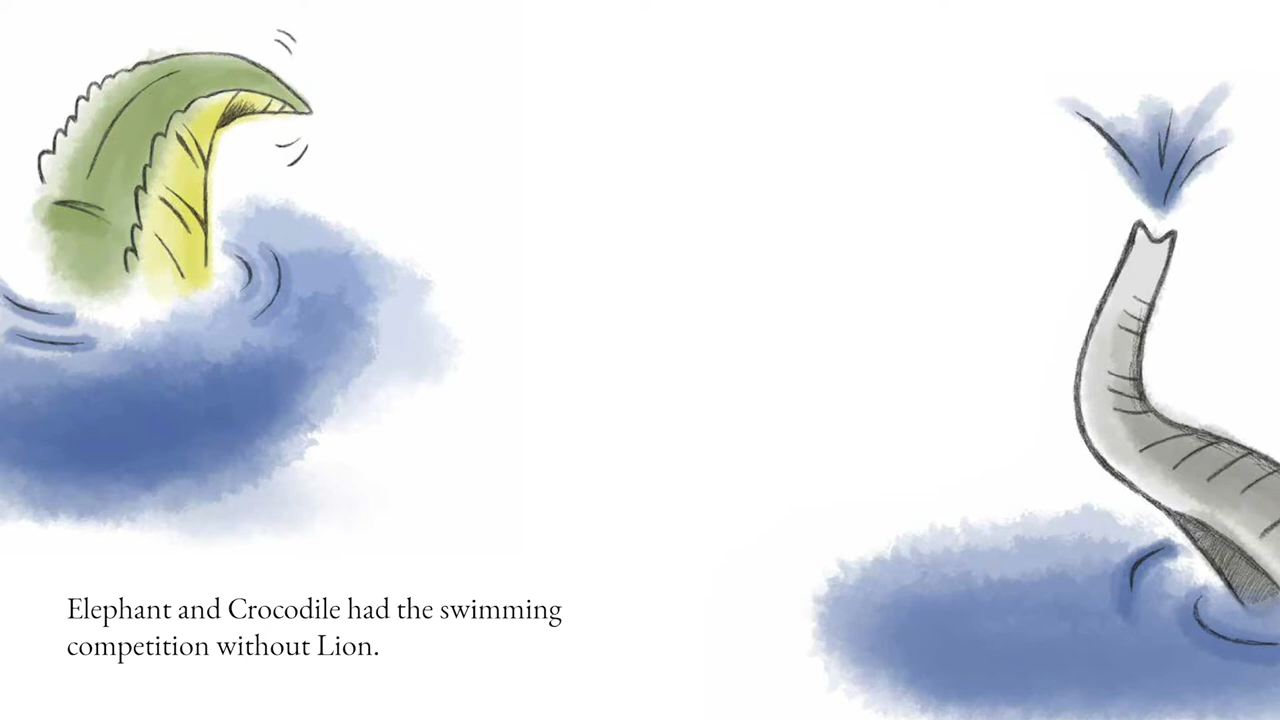 Elephant and Crocodile had the swimming
competition without Lion.